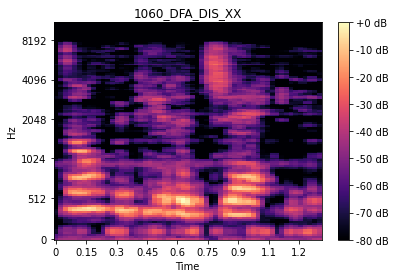 1060_DFA_DIS_XX
+0 dB
8192
-10 dB
4096
-20 dB
-30 dB
2048
Hz
-40 dB
1024
-50 dB
512
-60 dB
-70 dB
0
-80 dB
0 0.15 0.3 0.45 0.6 0.75 0.9 1.1 1.2
Time